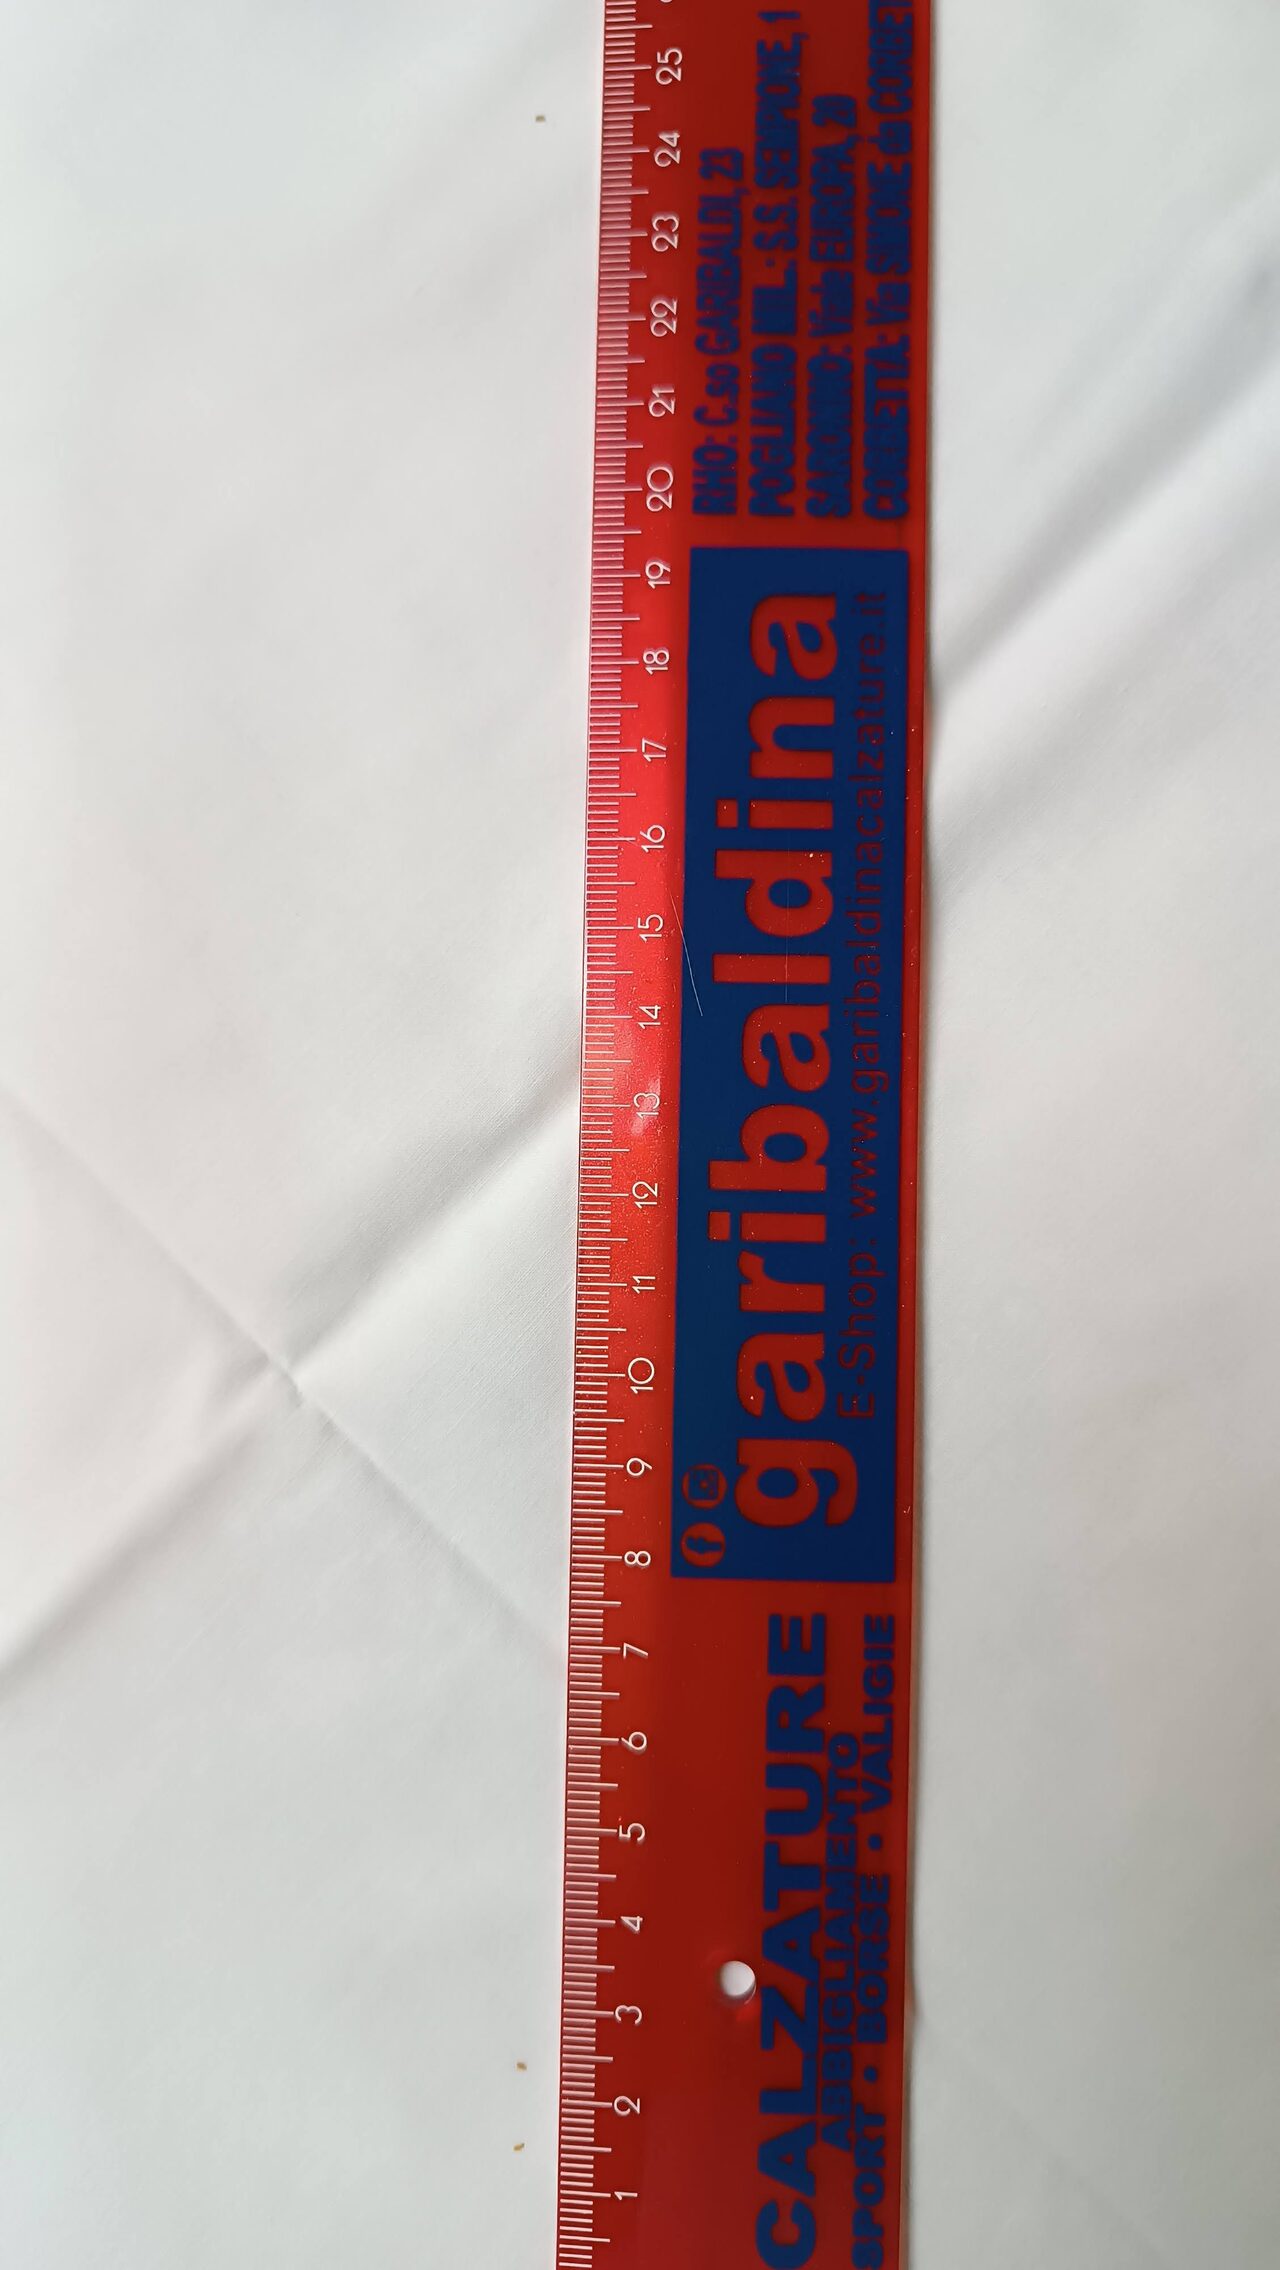 CALZATURE
ABBIGLIAMENTO
SPORT • BORSE • VALIGIE
garibaldina
E-Shop: www.garibaldinacalzature.it
RHO: C.so GARIBALDI, 23
POGLIANO MIL.: S.S. SEMPIONE, 1
SARONNO: Viale EUROPA, 20
CORBETTA: Via SIMONE da CORBET
1 2 3 4 5 6 7 8 9 10 11 12 13 14 15 16 17 18 19 20 21 22 23 24 25